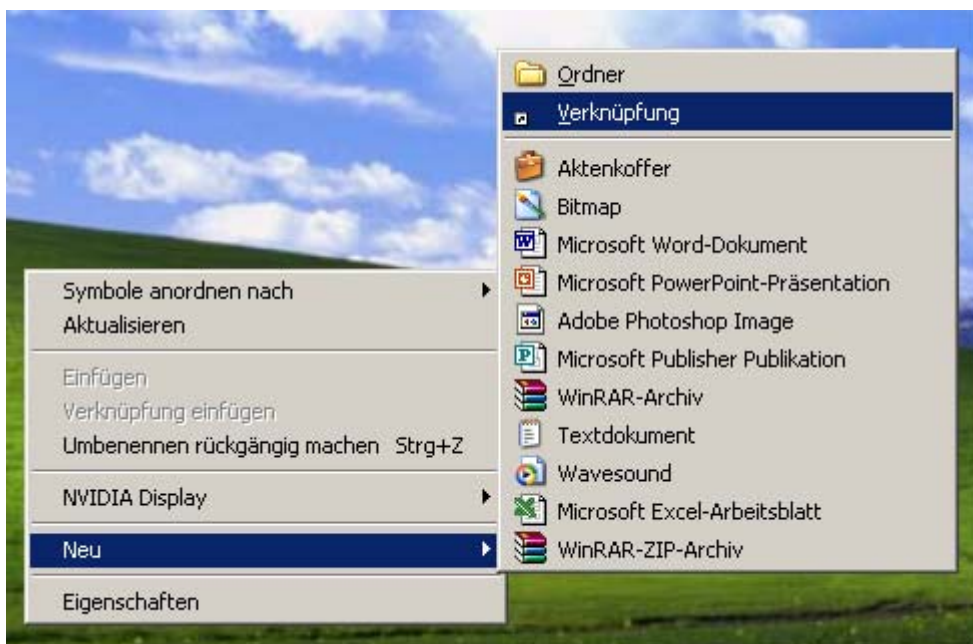 Symbole anordnen nach
Aktualisieren
Einfügen
Verknüpfung einfügen
Umbenennen rückgängig machen Strg+Z
NVIDIA Display
Neu
Eigenschaften
Ordner
Verknüpfung
Aktenkoffer
Bitmap
Microsoft Word-Dokument
Microsoft PowerPoint-Präsentation
Adobe Photoshop Image
Microsoft Publisher Publikation
WinRAR-Archiv
Textdokument
Wavesound
Microsoft Excel-Arbeitsblatt
WinRAR-ZIP-Archiv